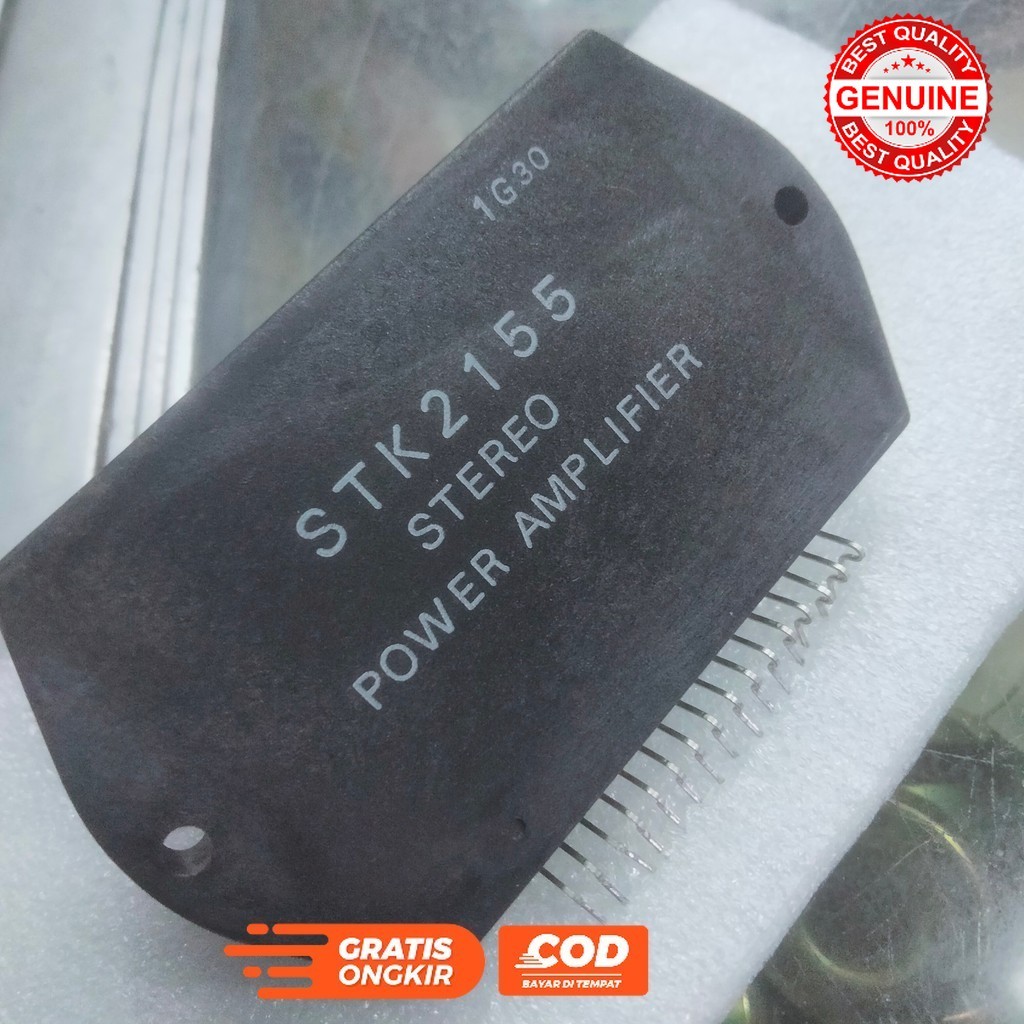 BEST QUALITY
GENUINE
100%
BEST QUALITY
1G30
STK2155
STEREO
POWER AMPLIFIER
GRATIS
ONGKIR
COD
BAYAR DI TEMPAT